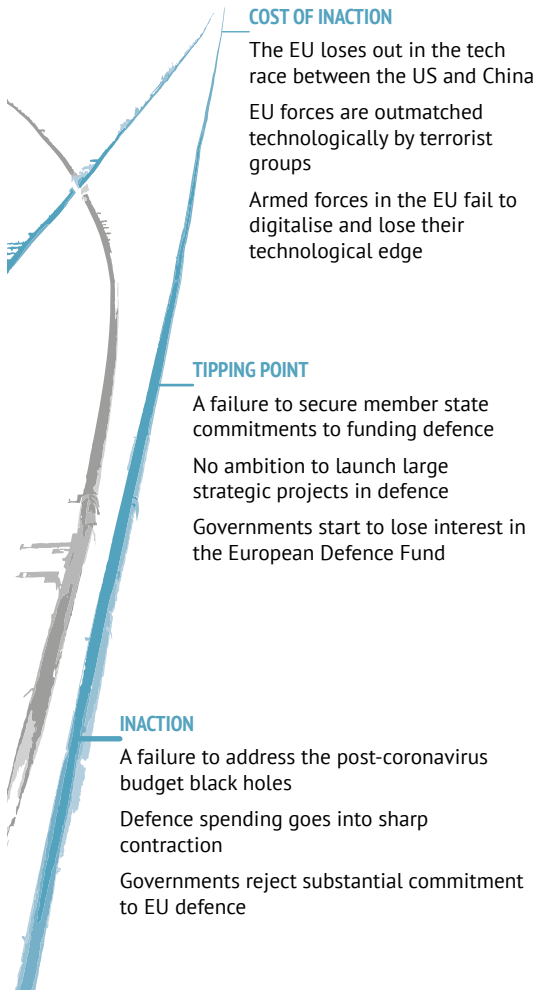 COST OF INACTION
The EU loses out in the tech
race between the US and China
EU forces are outmatched
technologically by terrorist
groups
Armed forces in the EU fail to
digitalise and lose their
technological edge
TIPPING POINT
A failure to secure member state
commitments to funding defence
No ambition to launch large
strategic projects in defence
Governments start to lose interest in
the European Defence Fund
INACTION
A failure to address the post-coronavirus
budget black holes
Defence spending goes into sharp
contraction
Governments reject substantial commitment
to EU defence